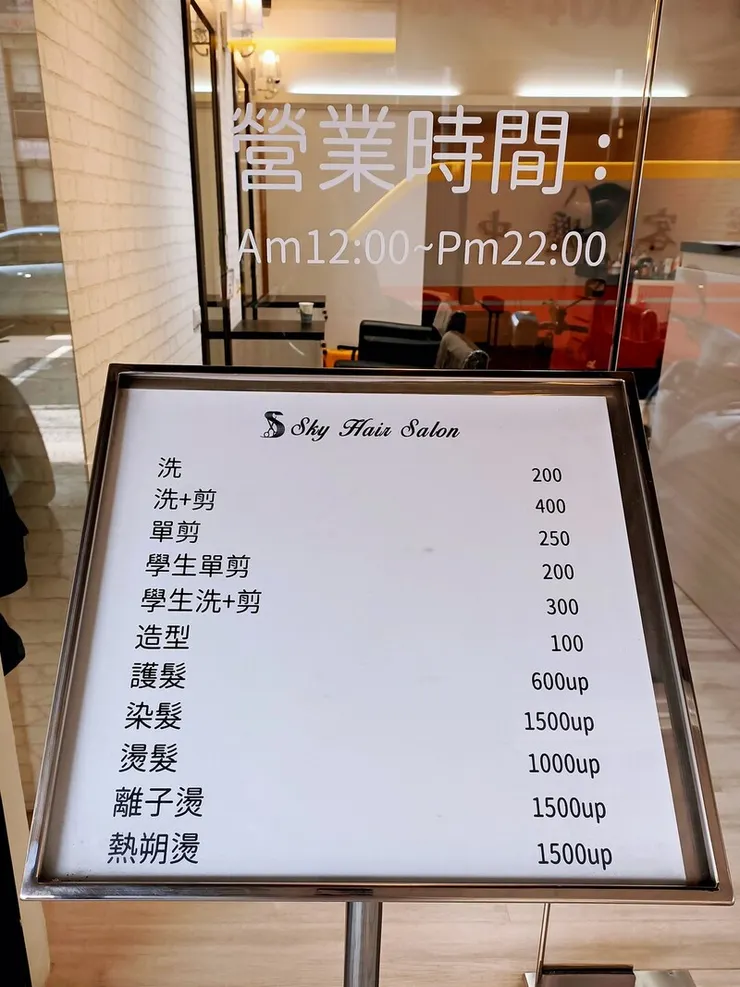 營業時間：
Am12:00~Pm22:00
Sky Hair Salon
洗 200
洗+剪 400
單剪 250
學生單剪 200
學生洗+剪 300
造型 100
護髮 600up
染髮 1500up
燙髮 1000up
離子燙 1500up
熱朔燙 1500up